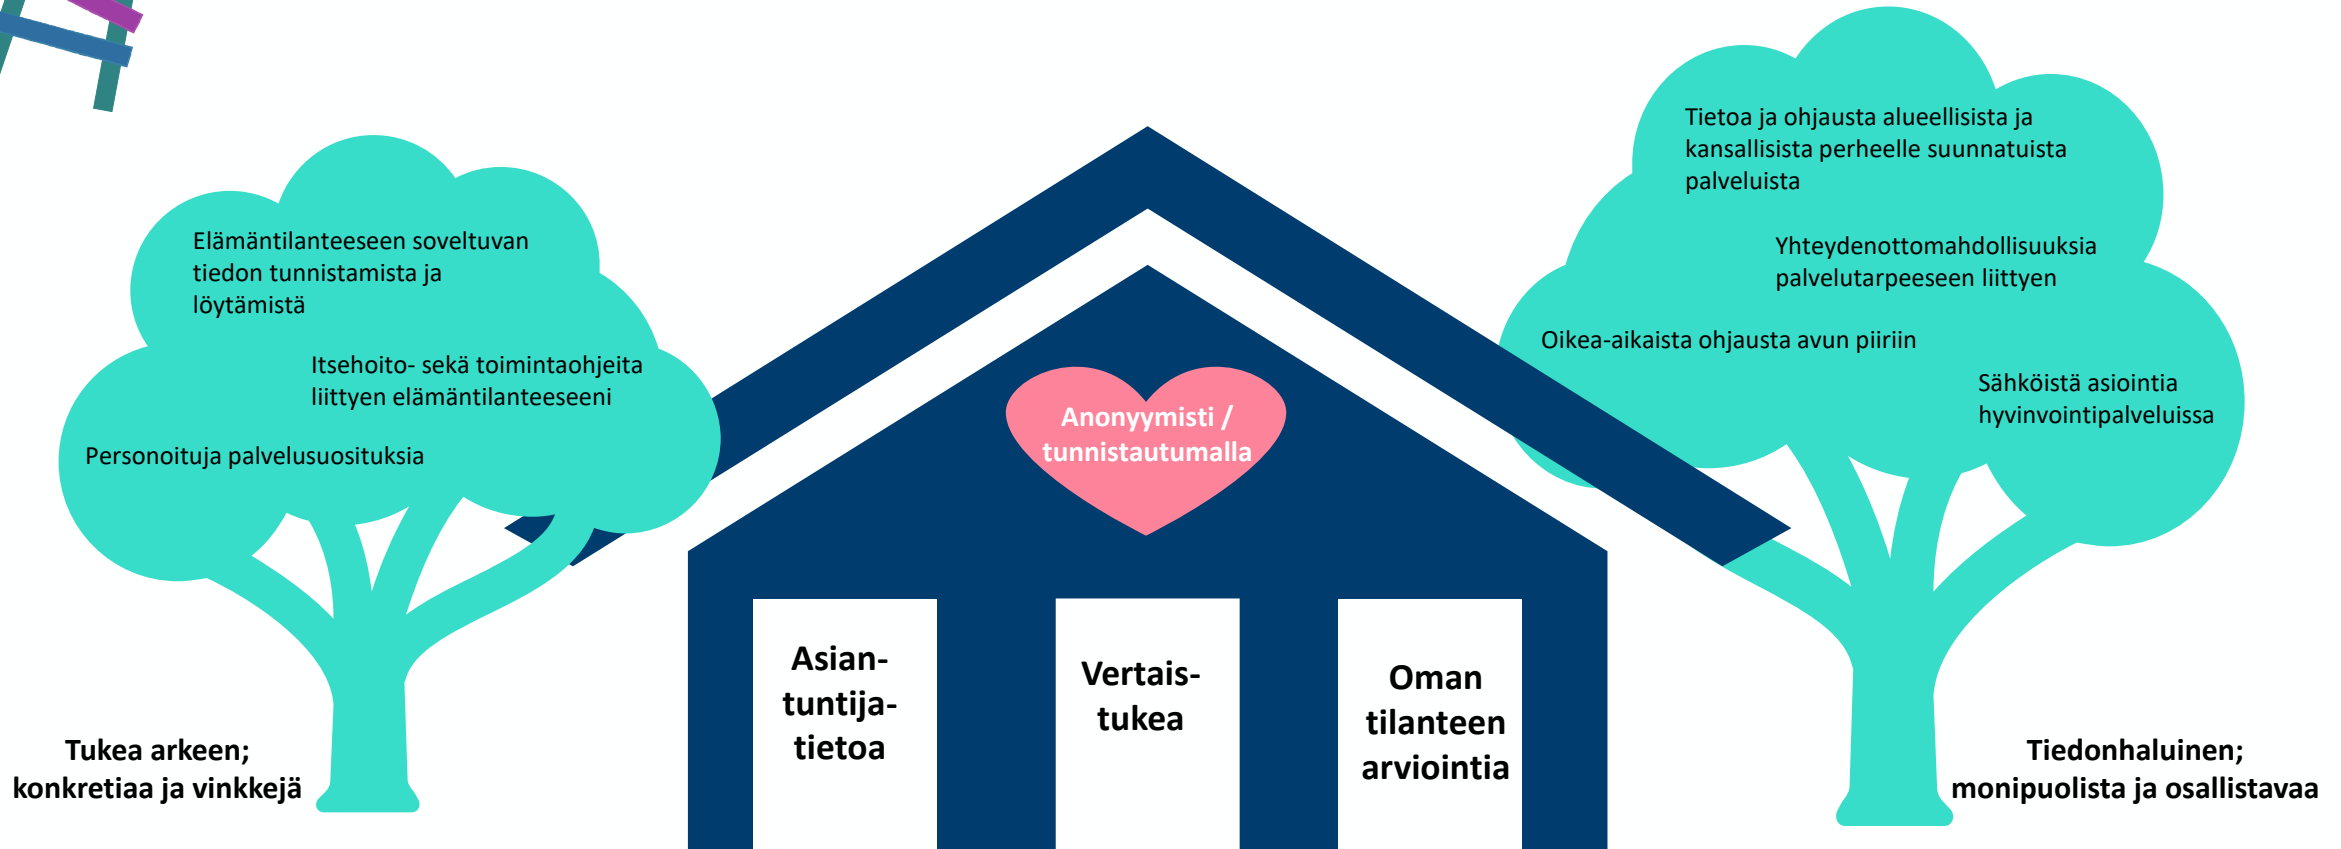 Elämäntilanteeseen soveltuvan
tiedon tunnistamista ja
löytämistä
Itsehoito- sekä toimintaohjeita
liittyen elämäntilanteeseeni
Personoituja palvelusuosituksia
Tukea arkeen;
konkretiaa ja vinkkejä
Anonyymisti /
tunnistautumalla
Asian-
tuntija-
tietoa
Vertais-
tukea
Oman
tilanteen
arviointia
Tietoa ja ohjausta alueellisista ja
kansallisista perheelle suunnatuista
palveluista
Yhteydenottomahdollisuuksia
palvelutarpeeseen liittyen
Oikea-aikaista ohjausta avun piiriin
Sähköistä asiointia
hyvinvointipalveluissa
Tiedonhaluinen;
monipuolista ja osallistavaa